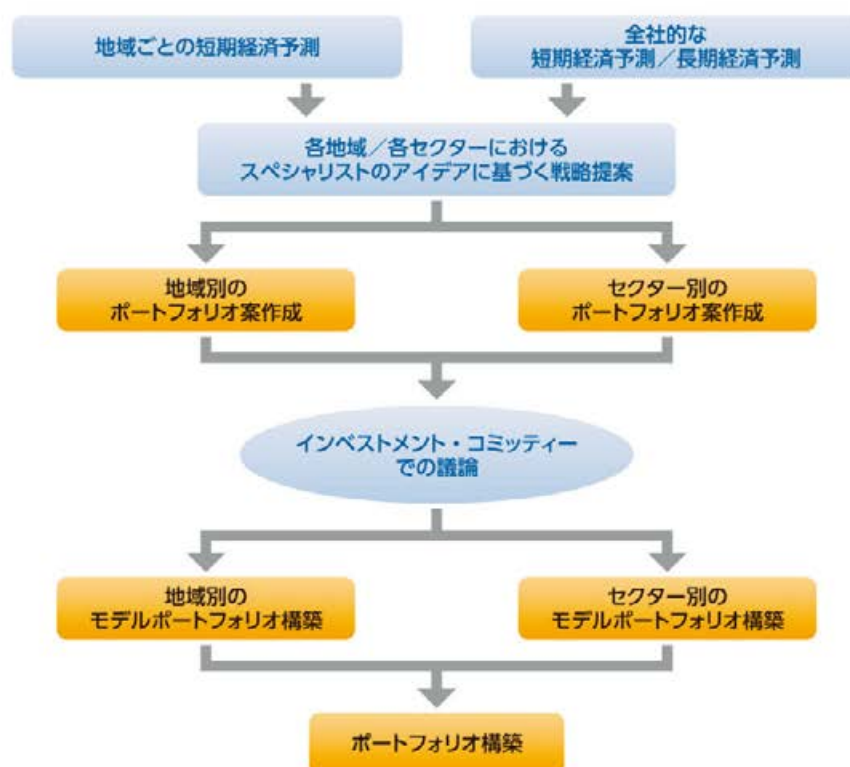 地域ごとの短期経済予測
全社的な
短期経済予測／長期経済予測
各地域／各セクターにおける
スペシャリストのアイデアに基づく戦略提案
地域別の
ポートフォリオ案作成
セクター別の
ポートフォリオ案作成
インベストメント・コミッティー
での議論
地域別の
モデルポートフォリオ構築
セクター別の
モデルポートフォリオ構築
ポートフォリオ構築